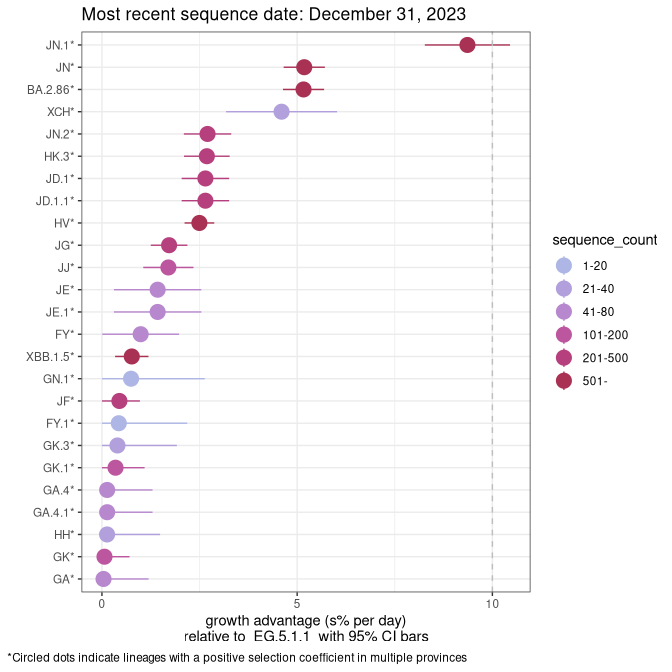 Most recent sequence date: December 31, 2023
JN.1*
JN*
BA.2.86*
XCH*
JN.2*
HK.3*
JD.1*
JD.1.1*
HV*
JG*
JJ*
JE*
JE.1*
FY*
XBB.1.5*
GN.1*
JF*
FY.1*
GK.3*
GK.1*
GA.4*
GA.4.1*
HH*
GK*
GA*
0 5 10
growth advantage (s% per day)
relative to EG.5.1.1 with 95% CI bars
sequence_count
1-20
21-40
41-80
101-200
201-500
501-
*Circled dots indicate lineages with a positive selection coefficient in multiple provinces